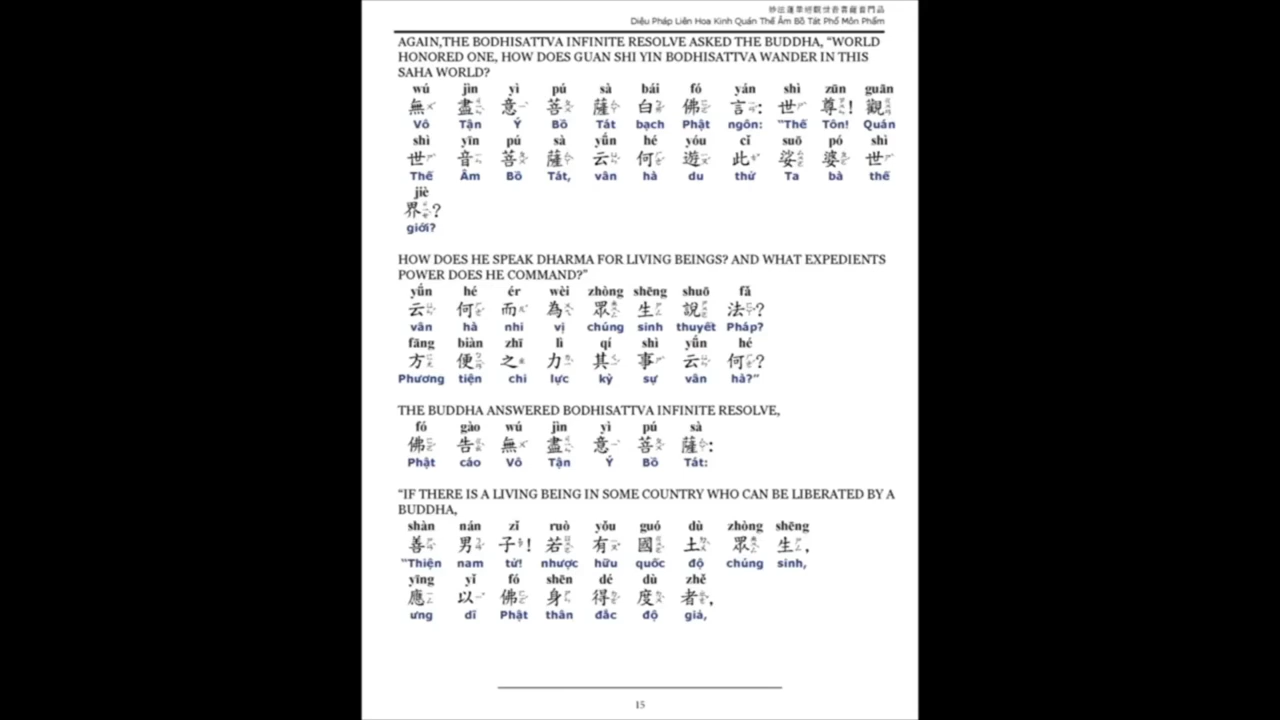 妙法蓮華經觀世音菩薩普門品
Diệu Pháp Liên Hoa Kinh Quán Thế Âm Bồ Tát Phổ Môn Phẩm
AGAIN,THE BODHISATTVA INFINITE RESOLVE ASKED THE BUDDHA, “WORLD
HONORED ONE, HOW DOES GUAN SHI YIN BODHISATTVA WANDER IN THIS
SAHA WORLD?
wú jìn yì pú sà bái fó yán shì zūn guān
無 盡 意 菩 薩 白 佛 言: 世 尊! 觀
Vô Tận Ý Bồ Tát bạch Phật ngôn: “Thế Tôn! Quán
shì yīn pú sà yǘn hé yóu cǐ suō pó shì
世 音 菩 薩 云 何 遊 此 娑 婆 世
Thế Âm Bồ Tát, vân hà du thử Ta bà thế
jiè
界?
giới?
HOW DOES HE SPEAK DHARMA FOR LIVING BEINGS? AND WHAT EXPEDIENTS
POWER DOES HE COMMAND?”
yǘn hé ér wèi zhòng shēng shuō fǎ
云 何 而 為 眾 生 說 法?
vân hà nhi vị chúng sinh thuyết Pháp?
fāng biàn zhī lì qí shì yǘn hé
方 便 之 力 其 事 云 何?
Phương tiện chi lực kỳ sự vân hà?”
THE BUDDHA ANSWERED BODHISATTVA INFINITE RESOLVE,
fó gào wú jìn yì pú sà
佛 告 無 盡 意 菩 薩:
Phật cáo Vô Tận Ý Bồ Tát:
“IF THERE IS A LIVING BEING IN SOME COUNTRY WHO CAN BE LIBERATED BY A
BUDDHA,
shàn nán zǐ ruò yǒu guó dù zhòng shēng
善 男 子! 若 有 國 土 眾 生,
“Thiện nam tử! nhược hữu quốc độ chúng sinh,
yīng yǐ fó shēn dé dù zhě
應 以 佛 身 得 度 者,
ưng dĩ Phật thân đắc độ giả,
15